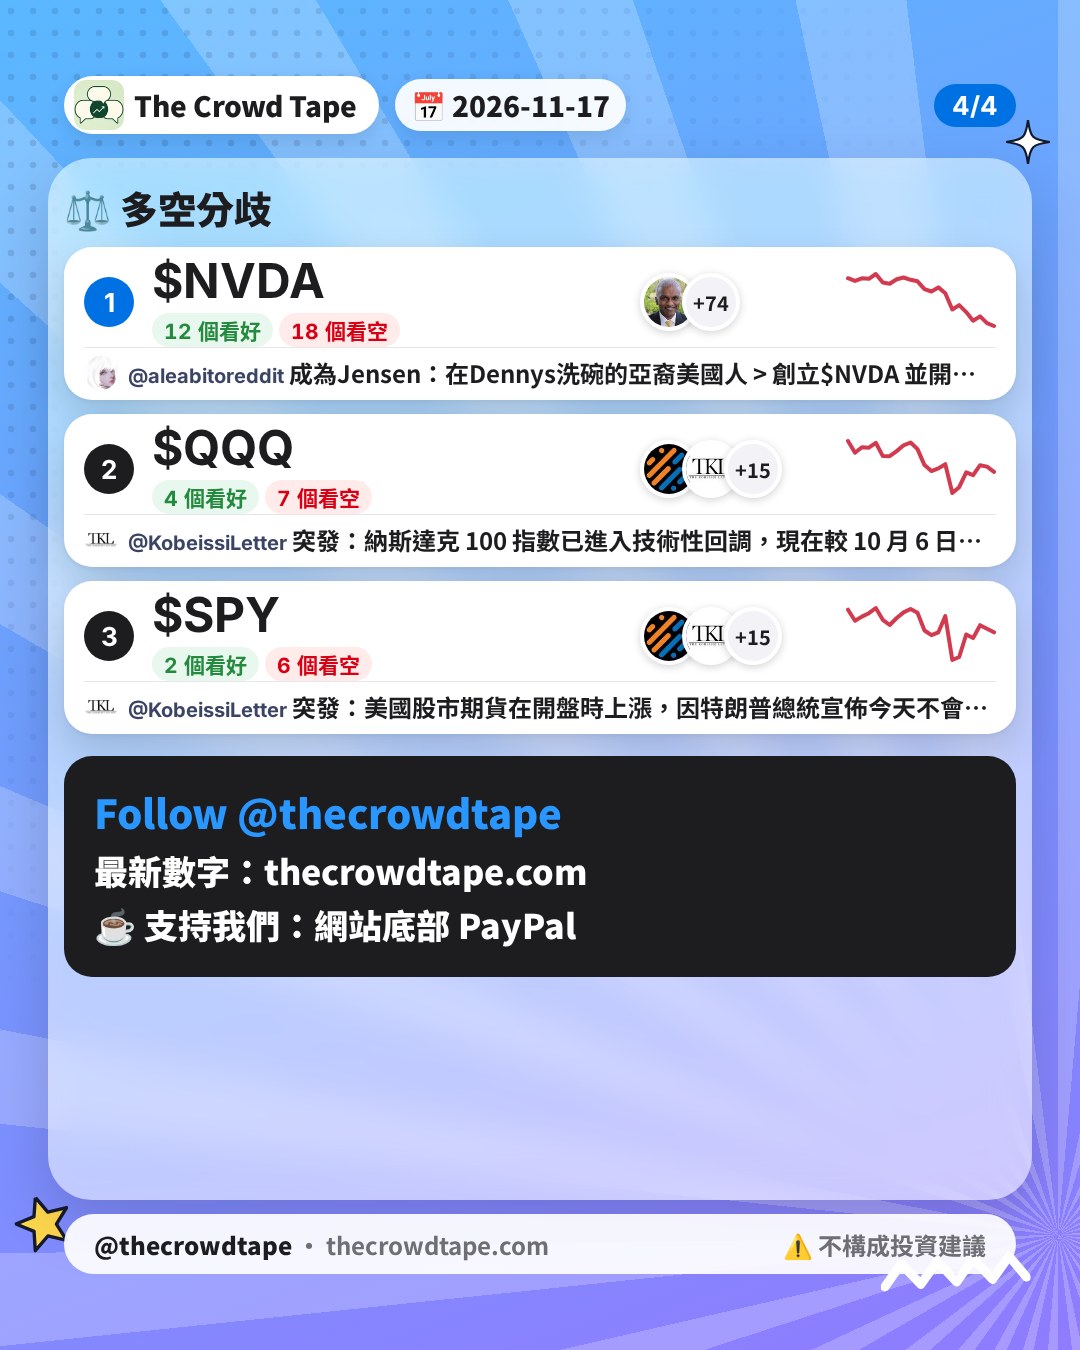 The Crowd Tape
July 17
2026-11-17
4/4
⚖️ 多空分歧
1
$NVDA
12 個看好
18 個看空
+74
@aleabitoreddit 成為Jensen：在Dennys洗碗的亞裔美國人 > 創立$NVDA 並開⋯
2
$QQQ
4 個看好
7 個看空
TKL
+15
TKL
@KobeissiLetter 突發：納斯達克 100 指數已進入技術性回調，現在較 10 月 6 日⋯
3
$SPY
2 個看好
6 個看空
TKL
+15
TKL
@KobeissiLetter 突發：美國股市期貨在開盤時上漲，因特朗普總統宣佈今天不會⋯
Follow @thecrowdtape
最新數字：thecrowdtape.com
☕ 支持我們：網站底部 PayPal
@thecrowdtape • thecrowdtape.com
⚠️ 不構成投資建議